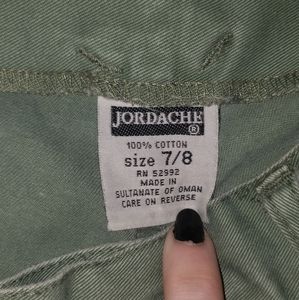 JORDACHE
®
100% COTTON
size 7/8
RN 52992
MADE IN
SULTANATE OF OMAN
CARE ON REVERSE